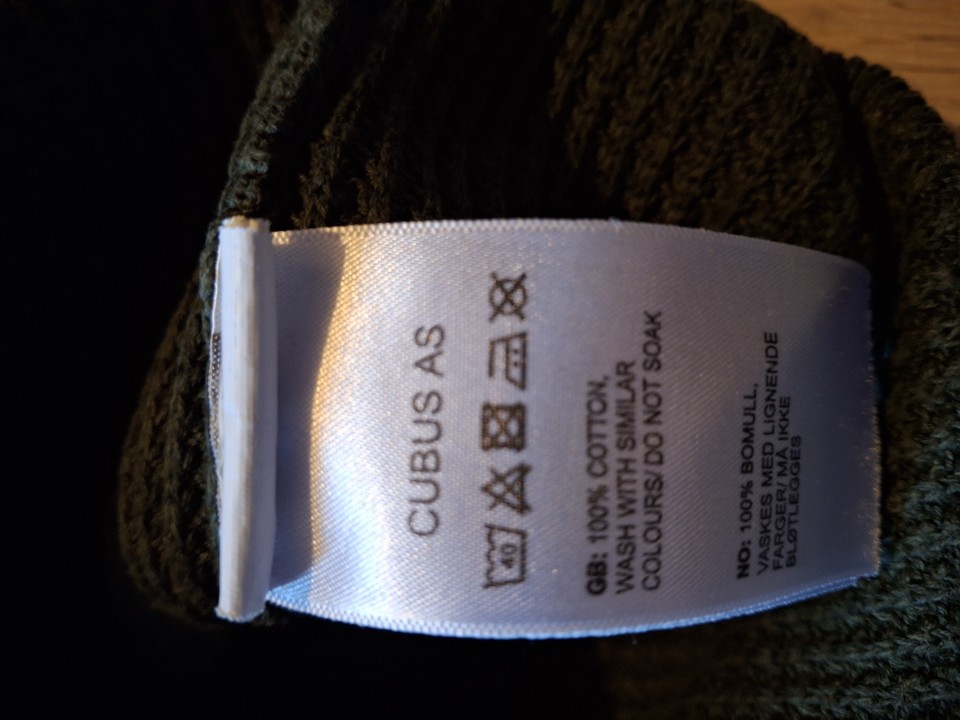 CUBUS AS
40
GB: 100% COTTON,
WASH WITH SIMILAR
COLOURS/ DO NOT SOAK
NO: 100% BOMULL,
VASKES MED LIGNENDE
FARGER/ MÅ IKKE
BLØTLEGGES